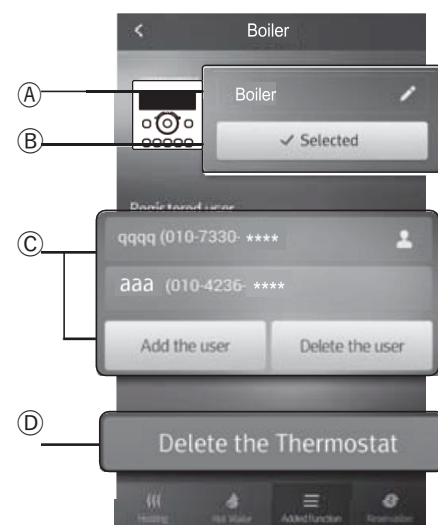 Boiler
Ⓐ
Boiler
Ⓑ
✓ Selected
Registered user
Ⓒ
qqqq (010-7330- ****
aaa (010-4236- ****
Add the user
Delete the user
Ⓓ
Delete the Thermostat
Heating
Hot Water
Added function
Reservation